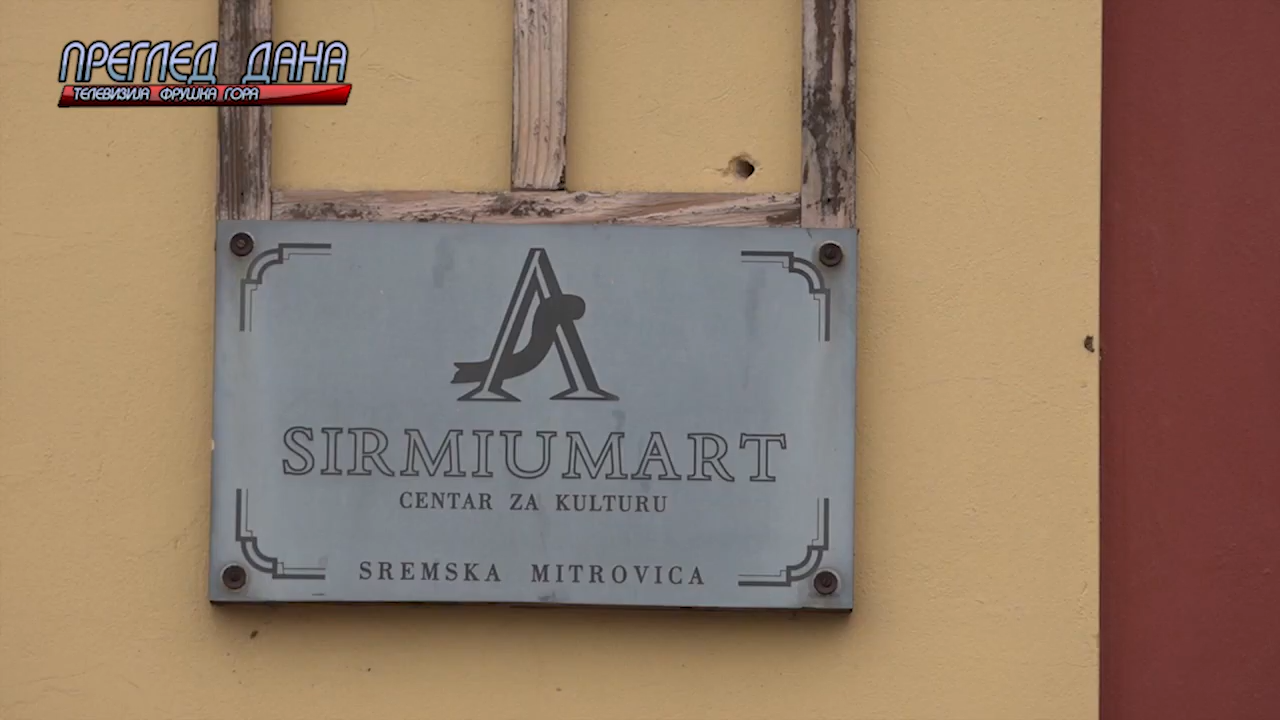 ПРЕГЛЕД ДАНА
ТЕЛЕВИЗИЈА ФРУШКА ГОРА
SIRMIUMART
CENTAR ZA KULTURU
SREMSKA MITROVICA